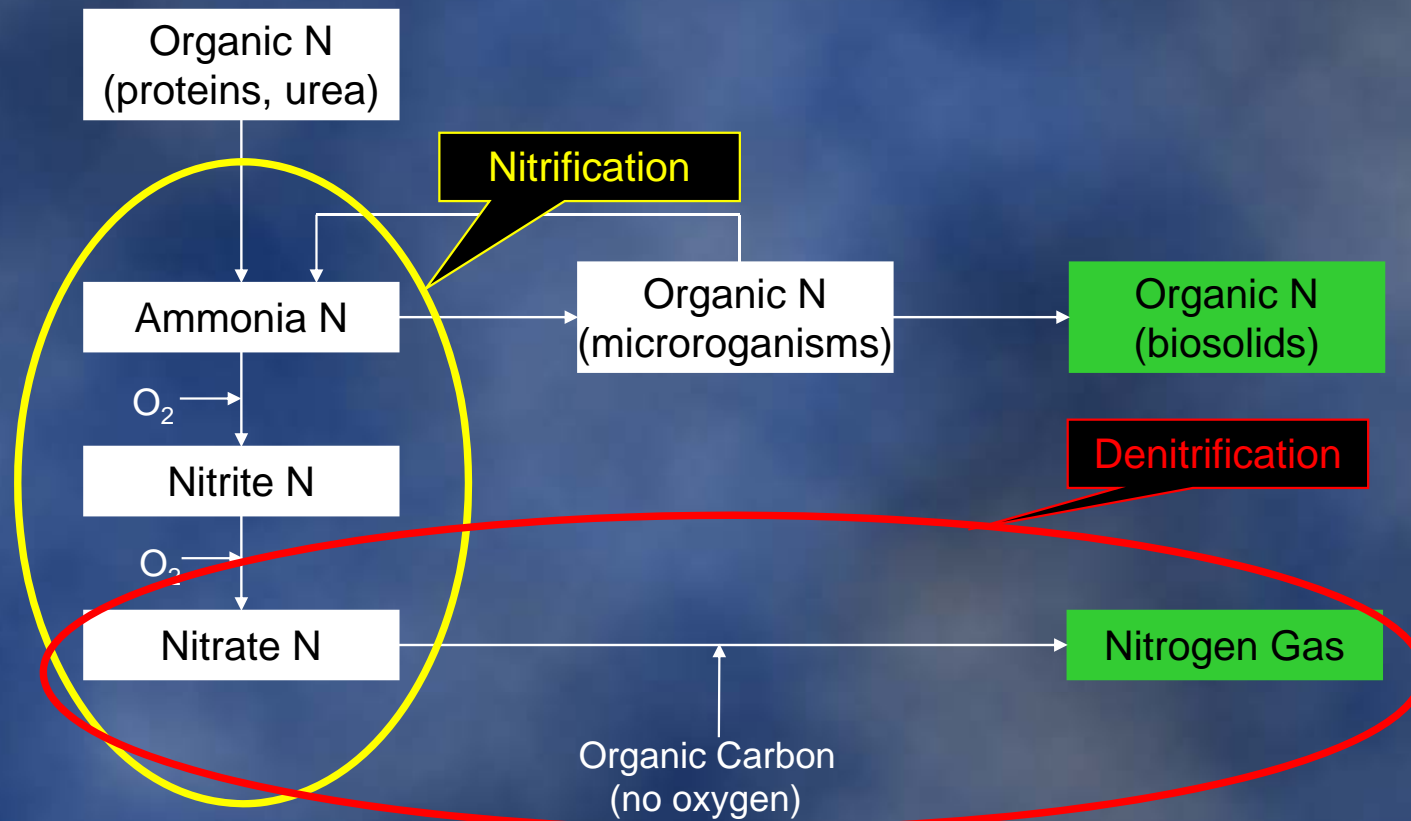 Organic N
(proteins, urea)
Nitrification
Ammonia N
Organic N
(microroganisms)
Organic N
(biosolids)
O₂
Nitrite N
Denitrification
O₂
Nitrate N
Nitrogen Gas
Organic Carbon
(no oxygen)